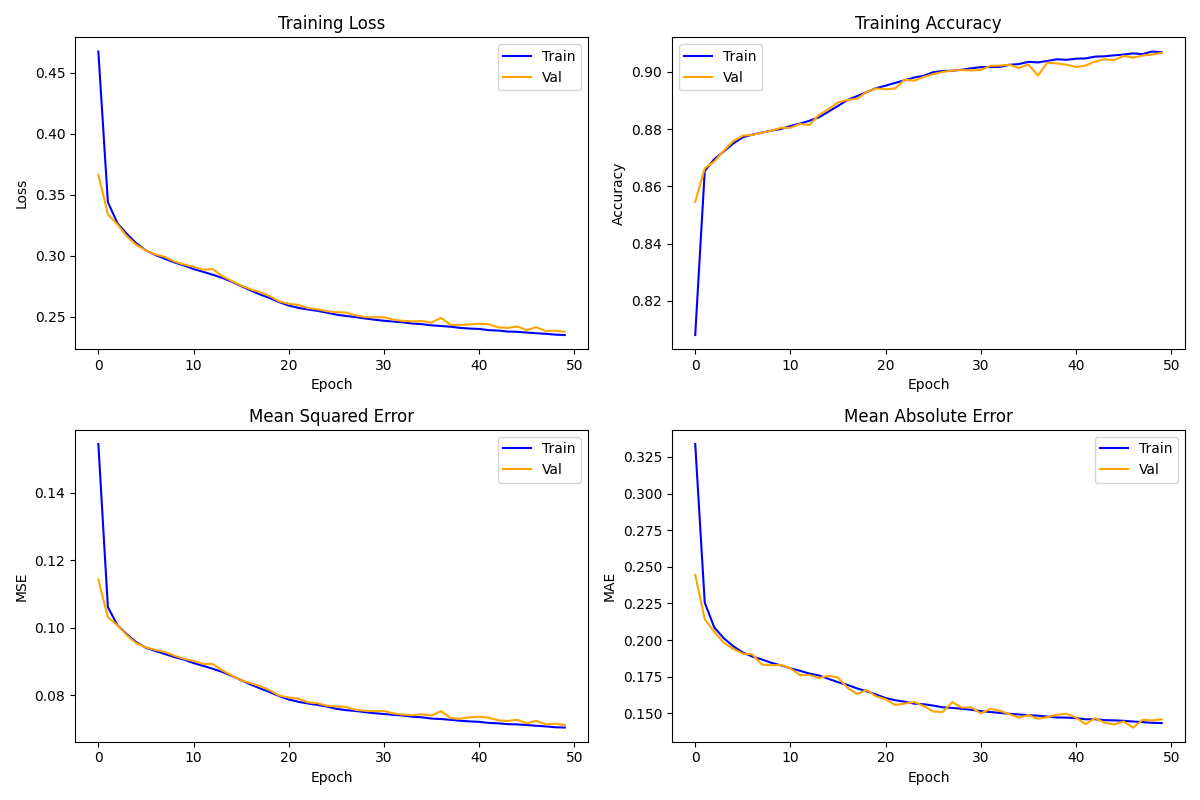 Training Loss
Loss
0.45
0.40
0.35
0.30
0.25
0 10 20 30 40 50
Epoch
Train
Val
Training Accuracy
Accuracy
0.90
0.88
0.86
0.84
0.82
0 10 20 30 40 50
Epoch
Train
Val
Mean Squared Error
MSE
0.14
0.12
0.10
0.08
0 10 20 30 40 50
Epoch
Train
Val
Mean Absolute Error
MAE
0.325
0.300
0.275
0.250
0.225
0.200
0.175
0.150
0 10 20 30 40 50
Epoch
Train
Val